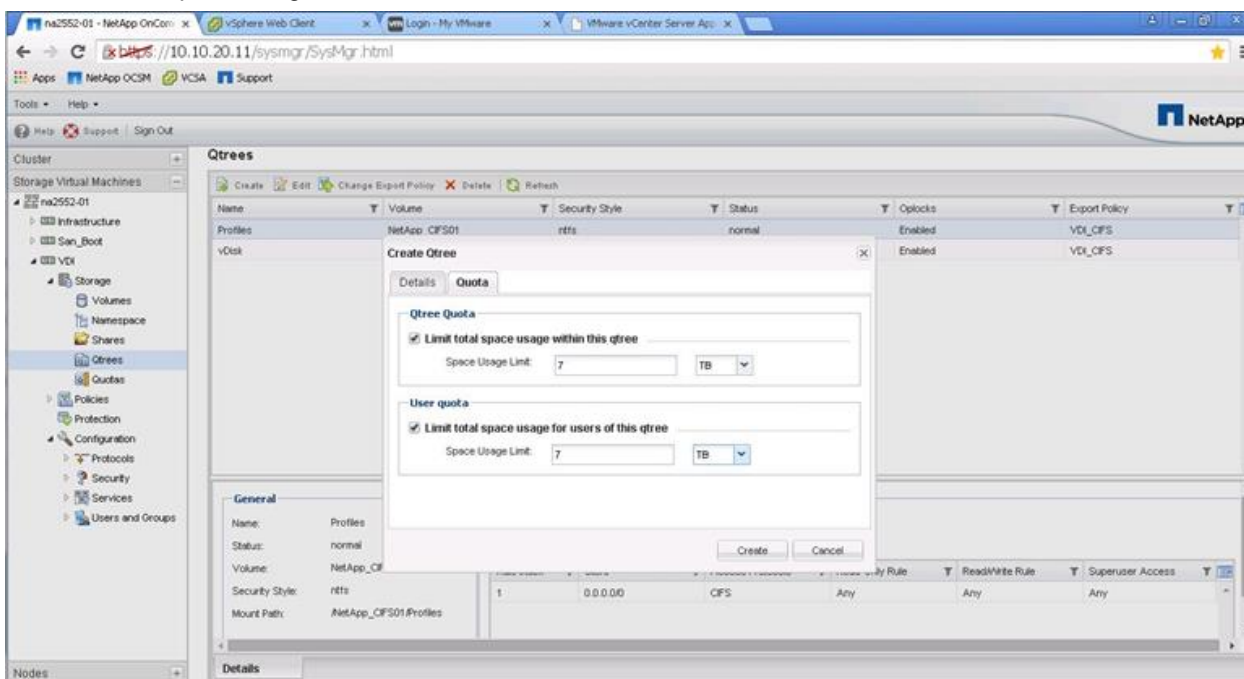 na2552-01 - NetApp OnCom
vSphere Web Client
Login - My VMware
VMware vCenter Server App
https://10.10.20.11/sysmgr/SysMgr.html
Apps NetApp OCSM VCSA Support
Tools Help
Help Support Sign Out
NetApp
Cluster
Storage Virtual Machines
na2552-01
Infrastructure
San_Boot
VDI
Storage
Volumes
Namespace
Shares
Qtrees
Quotas
Policies
Protection
Configuration
Protocols
Security
Services
Users and Groups
Nodes
Qtrees
Create Edit Change Export Policy Delete Refresh
Name Volume Security Style Status Oplocks Export Policy
Profiles NetApp_CIFS01 ntfs normal Enabled VDI_CIFS
vDisk Enabled VDI_CIFS
Create Qtree
Details Quota
Qtree Quota
Limit total space usage within this qtree
Space Usage Limit: 7 TB
User quota
Limit total space usage for users of this qtree
Space Usage Limit: 7 TB
Create Cancel
General
Name: Profiles
Status: normal
Volume: NetApp_CIF
Security Style: ntfs
Mount Path: /NetApp_CIFS01/Profiles
Rule ReadWrite Rule Superuser Access
1 0.0.0.0/0 CIFS Any Any Any
Details